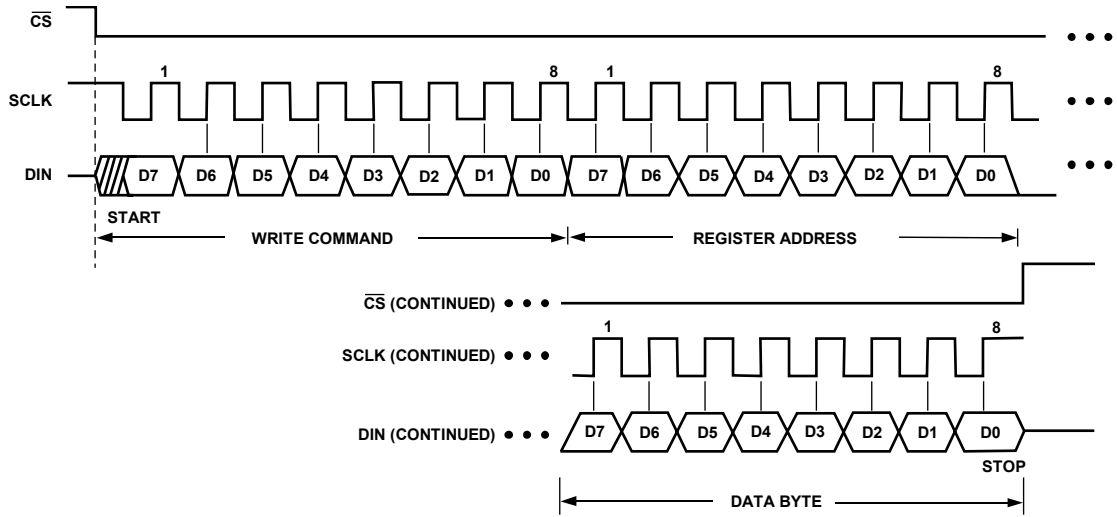 CS
1 8 1 8
SCLK
DIN D7 D6 D5 D4 D3 D2 D1 D0 D7 D6 D5 D4 D3 D2 D1 D0
START
WRITE COMMAND REGISTER ADDRESS
CS (CONTINUED)
1 8
SCLK (CONTINUED)
DIN (CONTINUED) D7 D6 D5 D4 D3 D2 D1 D0
STOP
DATA BYTE